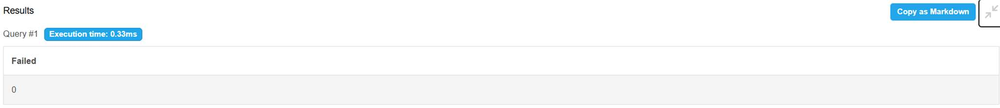 Results
Copy as Markdown
Query #1 Execution time: 0.33ms
Failed
0